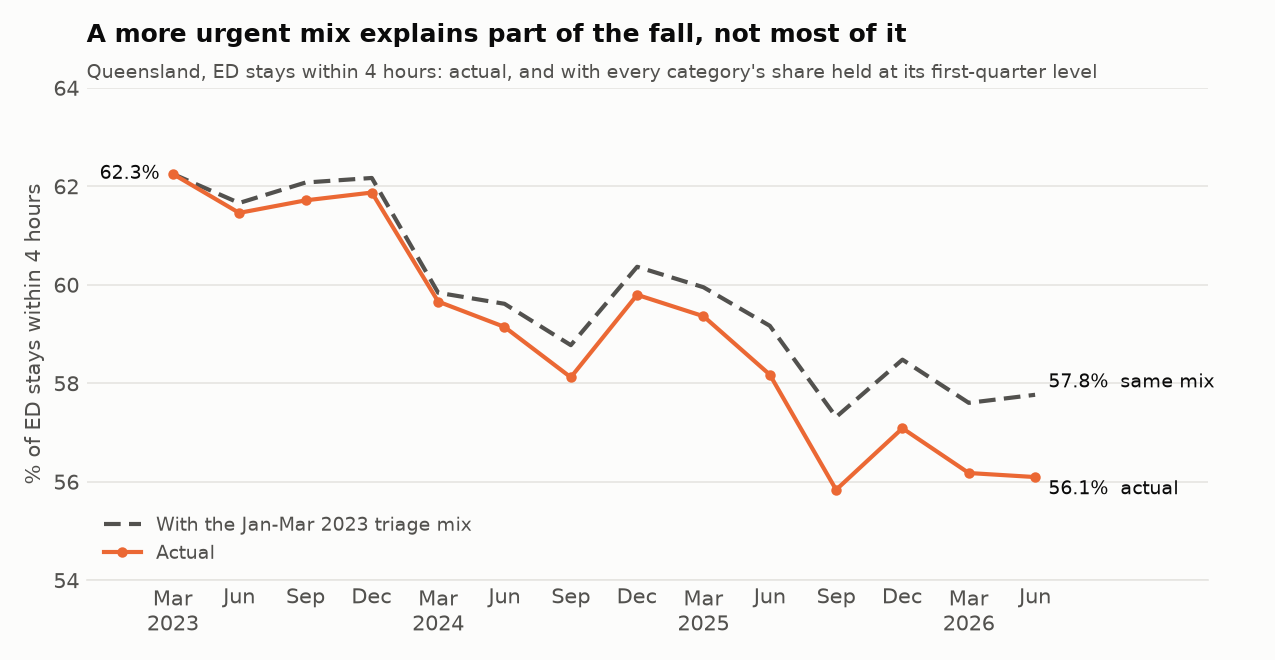 A more urgent mix explains part of the fall, not most of it
Queensland, ED stays within 4 hours: actual, and with every category's share held at its first-quarter level
% of ED stays within 4 hours
64
62
60
58
56
54
62.3%
57.8% same mix
56.1% actual
With the Jan-Mar 2023 triage mix
Actual
Mar Jun Sep Dec Mar Jun Sep Dec Mar Jun Sep Dec Mar Jun
2023 2024 2025 2026